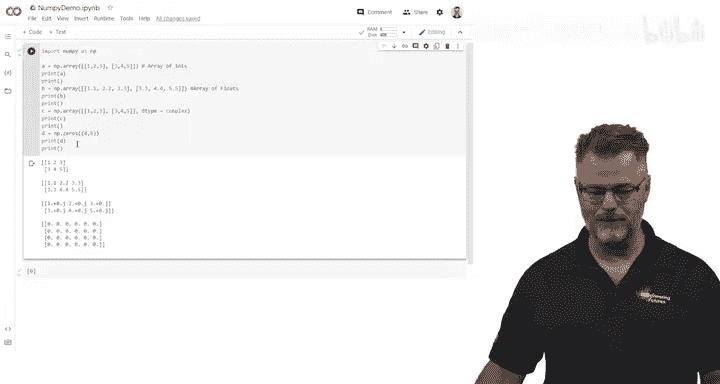 NumpyDemo.ipynb
File Edit View Insert Runtime Tools Help All changes saved
Comment Share
+ Code + Text
RAM
Disk
Editing
import numpy as np
a = np.array([[1,2,3], [3,4,5]]) # Array of ints
print(a)
print()
b = np.array([[1.1, 2.2, 3.3], [3.3, 4.4, 5.5]]) #Array of Floats
print(b)
print()
c = np.array([[1,2,3], [3,4,5]], dtype = complex)
print(c)
print()
d = np.zeros((4,6))
print(d)
print()
[[1 2 3]
[3 4 5]]
[[1.1 2.2 3.3]
[3.3 4.4 5.5]]
[[1.+0.j 2.+0.j 3.+0.j]
[3.+0.j 4.+0.j 5.+0.j]]
[[0. 0. 0. 0. 0. 0.]
[0. 0. 0. 0. 0. 0.]
[0. 0. 0. 0. 0. 0.]
[0. 0. 0. 0. 0. 0.]]
Futures